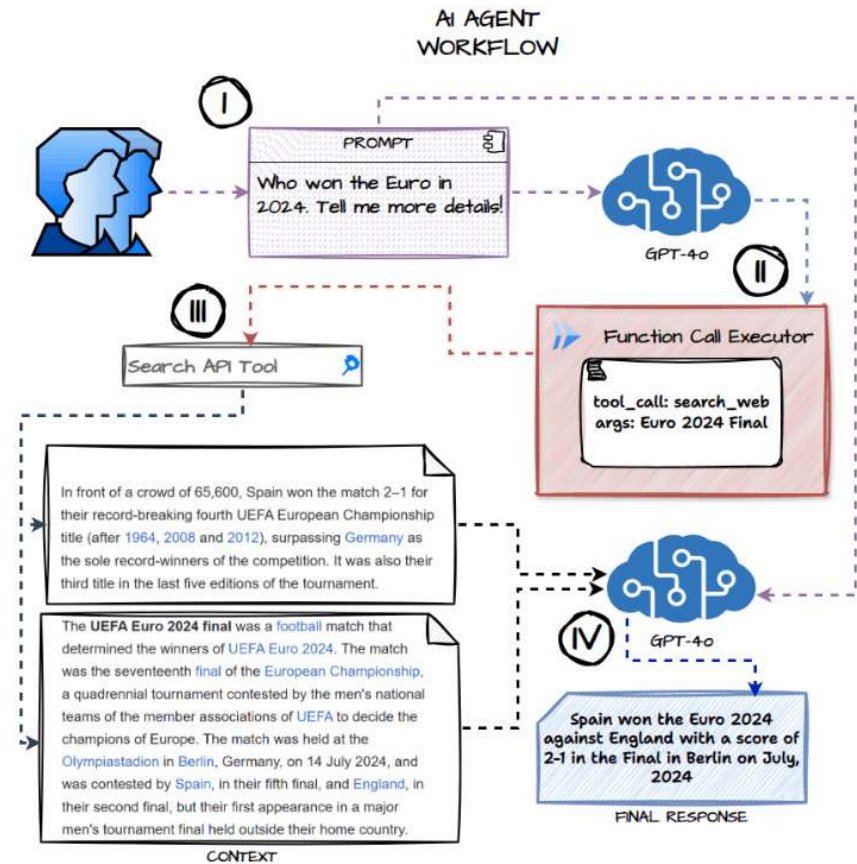 AI AGENT
WORKFLOW
I
PROMPT
Who won the Euro in
2024. Tell me more details!
GPT-4o
II
III
Function Call Executor
Search API Tool
tool_call: search_web
args: Euro 2024 Final
In front of a crowd of 65,600, Spain won the match 2–1 for
their record-breaking fourth UEFA European Championship
title (after 1964, 2008 and 2012), surpassing Germany as
the sole record-winners of the competition. It was also their
third title in the last five editions of the tournament.
The UEFA Euro 2024 final was a football match that
determined the winners of UEFA Euro 2024. The match
was the seventeenth final of the European Championship,
a quadrennial tournament contested by the men's national
teams of the member associations of UEFA to decide the
champions of Europe. The match was held at the
Olympiastadion in Berlin, Germany, on 14 July 2024, and
was contested by Spain, in their fifth final, and England, in
their second final, but their first appearance in a major
men's tournament final held outside their home country.
CONTEXT
IV
GPT-4o
Spain won the Euro 2024
against England with a score of
2-1 in the Final in Berlin on July,
2024
FINAL RESPONSE